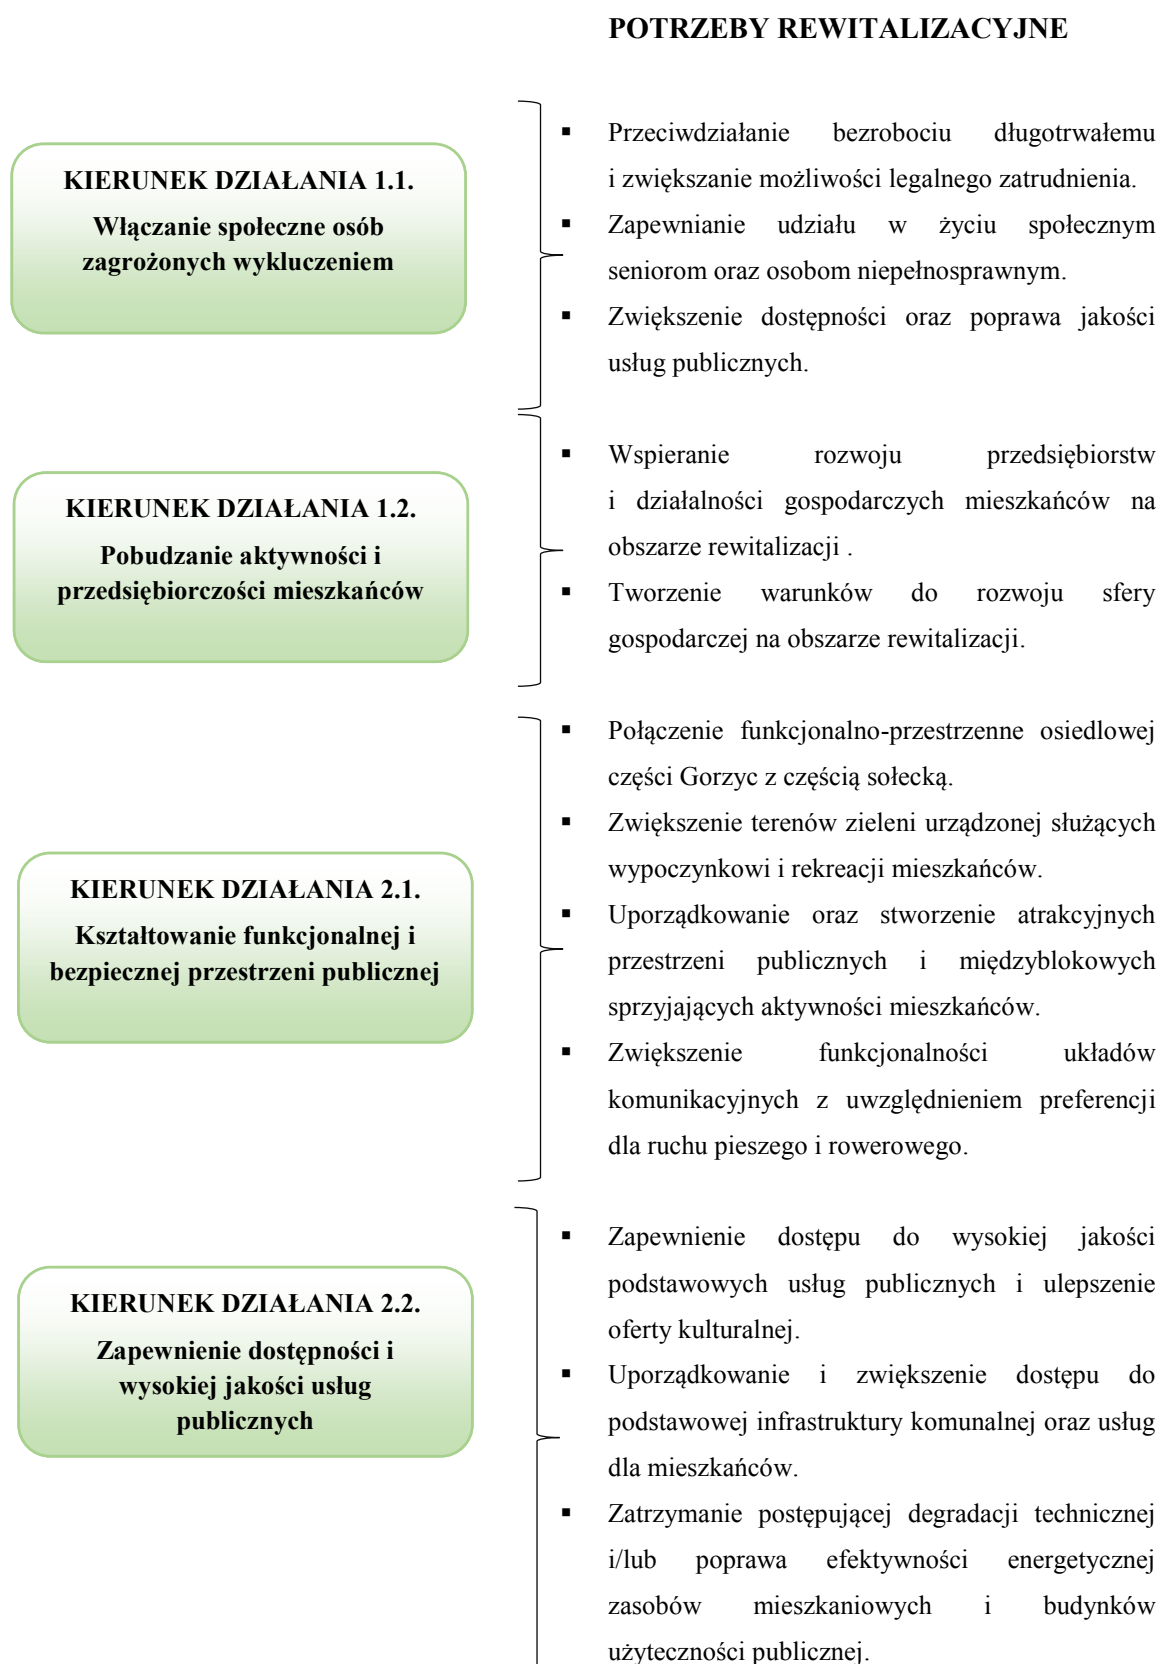 POTRZEBY REWITALIZACYJNE
KIERUNEK DZIAŁANIA 1.1.
Włączanie społeczne osób
zagrożonych wykluczeniem
▪ Przeciwdziałanie bezrobociu długotrwałemu
i zwiększanie możliwości legalnego zatrudnienia.
▪ Zapewnianie udziału w życiu społecznym
seniorom oraz osobom niepełnosprawnym.
▪ Zwiększenie dostępności oraz poprawa jakości
usług publicznych.
KIERUNEK DZIAŁANIA 1.2.
Pobudzanie aktywności i
przedsiębiorczości mieszkańców
▪ Wspieranie rozwoju przedsiębiorstw
i działalności gospodarczych mieszkańców na
obszarze rewitalizacji .
▪ Tworzenie warunków do rozwoju sfery
gospodarczej na obszarze rewitalizacji.
KIERUNEK DZIAŁANIA 2.1.
Kształtowanie funkcjonalnej i
bezpiecznej przestrzeni publicznej
▪ Połączenie funkcjonalno-przestrzenne osiedlowej
części Gorzyc z częścią sołecką.
▪ Zwiększenie terenów zieleni urządzonej służących
wypoczynkowi i rekreacji mieszkańców.
▪ Uporządkowanie oraz stworzenie atrakcyjnych
przestrzeni publicznych i międzyblokowych
sprzyjających aktywności mieszkańców.
▪ Zwiększenie funkcjonalności układów
komunikacyjnych z uwzględnieniem preferencji
dla ruchu pieszego i rowerowego.
KIERUNEK DZIAŁANIA 2.2.
Zapewnienie dostępności i
wysokiej jakości usług
publicznych
▪ Zapewnienie dostępu do wysokiej jakości
podstawowych usług publicznych i ulepszenie
oferty kulturalnej.
▪ Uporządkowanie i zwiększenie dostępu do
podstawowej infrastruktury komunalnej oraz usług
dla mieszkańców.
▪ Zatrzymanie postępującej degradacji technicznej
i/lub poprawa efektywności energetycznej
zasobów mieszkaniowych i budynków
użyteczności publicznej.